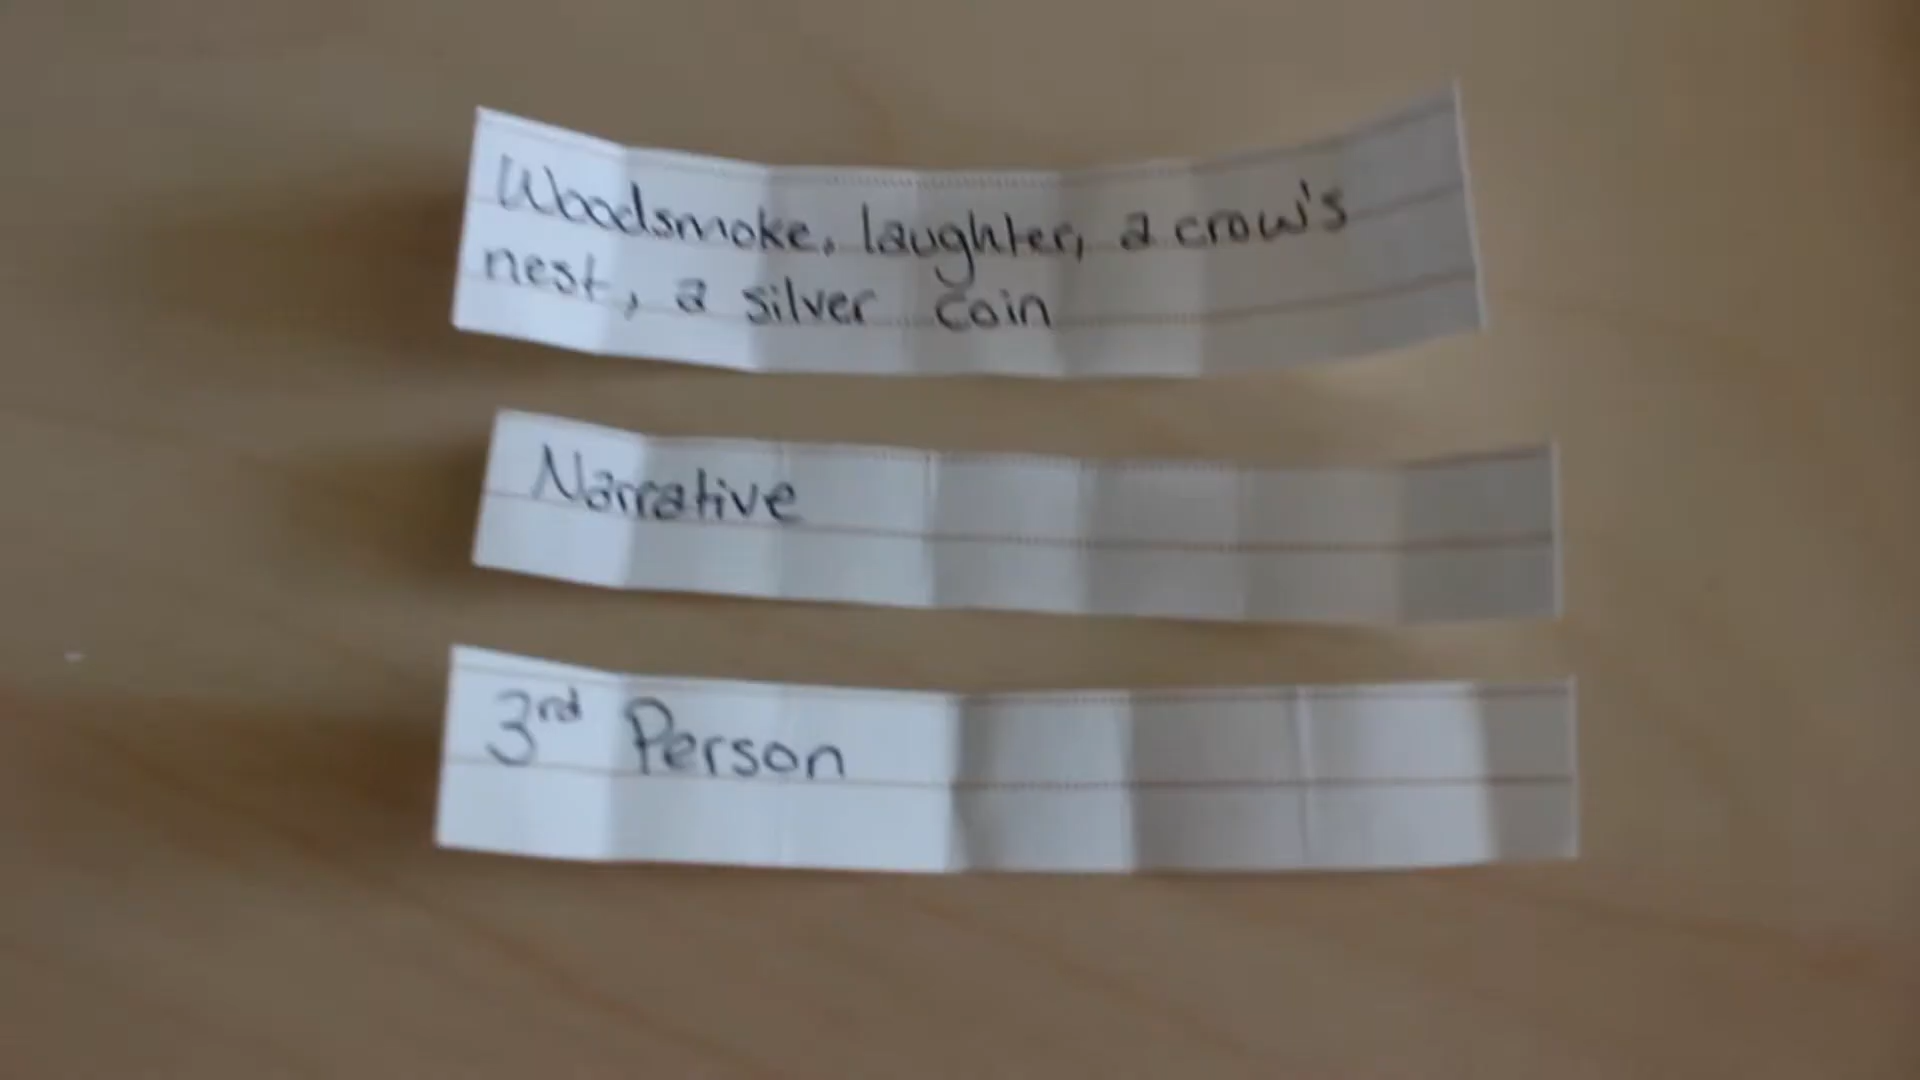 Woodsmoke, laughter, a crow's
nest, a silver coin
Narrative
3rd Person